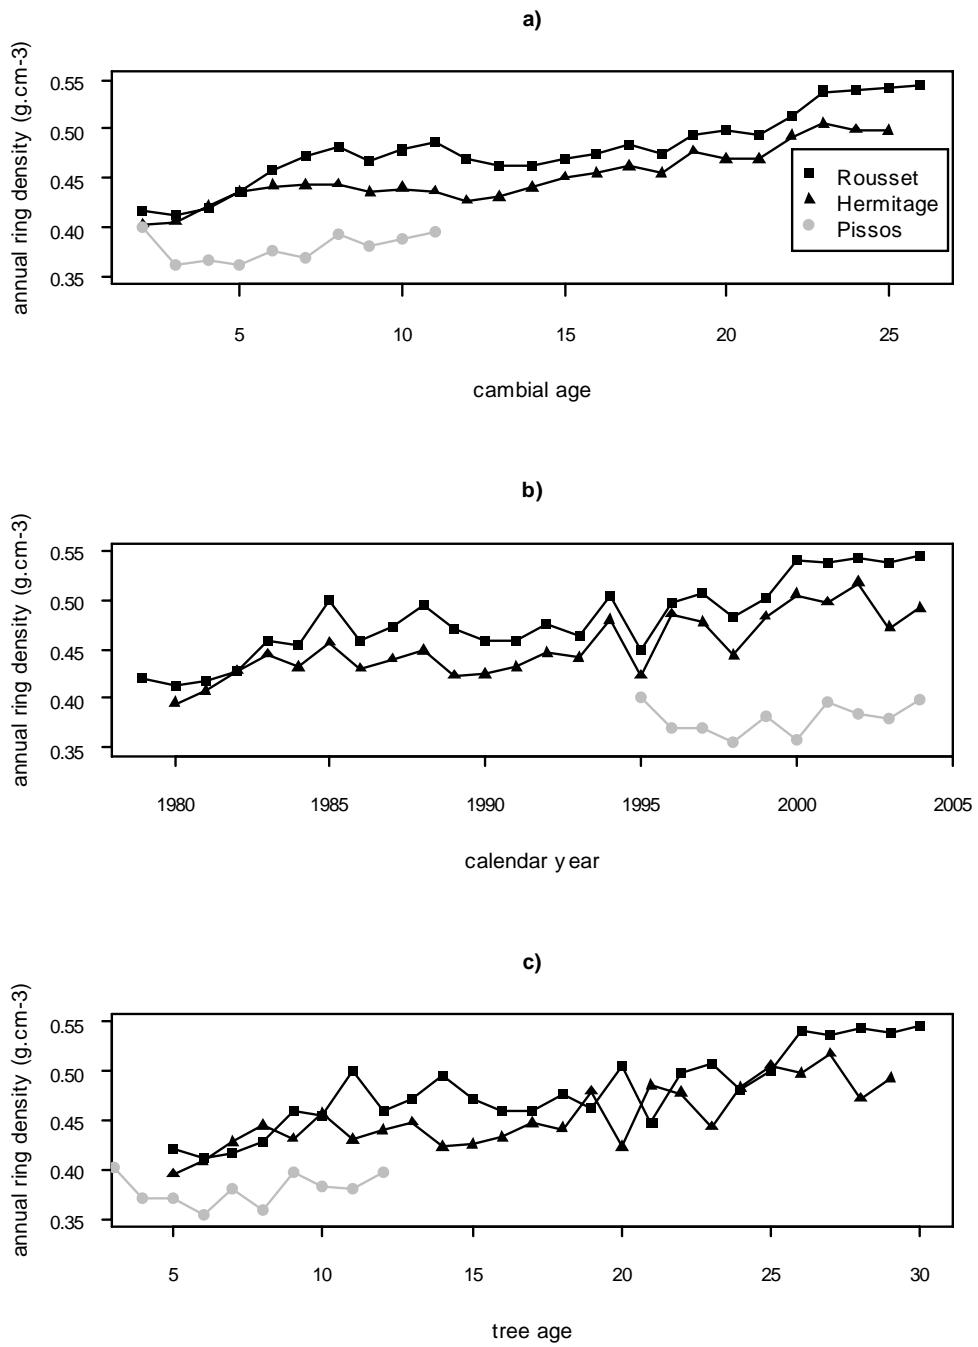 a)
annual ring density (g.cm-3)
0.55
0.50
0.45
0.40
0.35
Rousset
Hermitage
Pissos
5 10 15 20 25
cambial age
b)
annual ring density (g.cm-3)
0.55
0.50
0.45
0.40
0.35
1980 1985 1990 1995 2000 2005
calendar year
c)
annual ring density (g.cm-3)
0.55
0.50
0.45
0.40
0.35
5 10 15 20 25 30
tree age